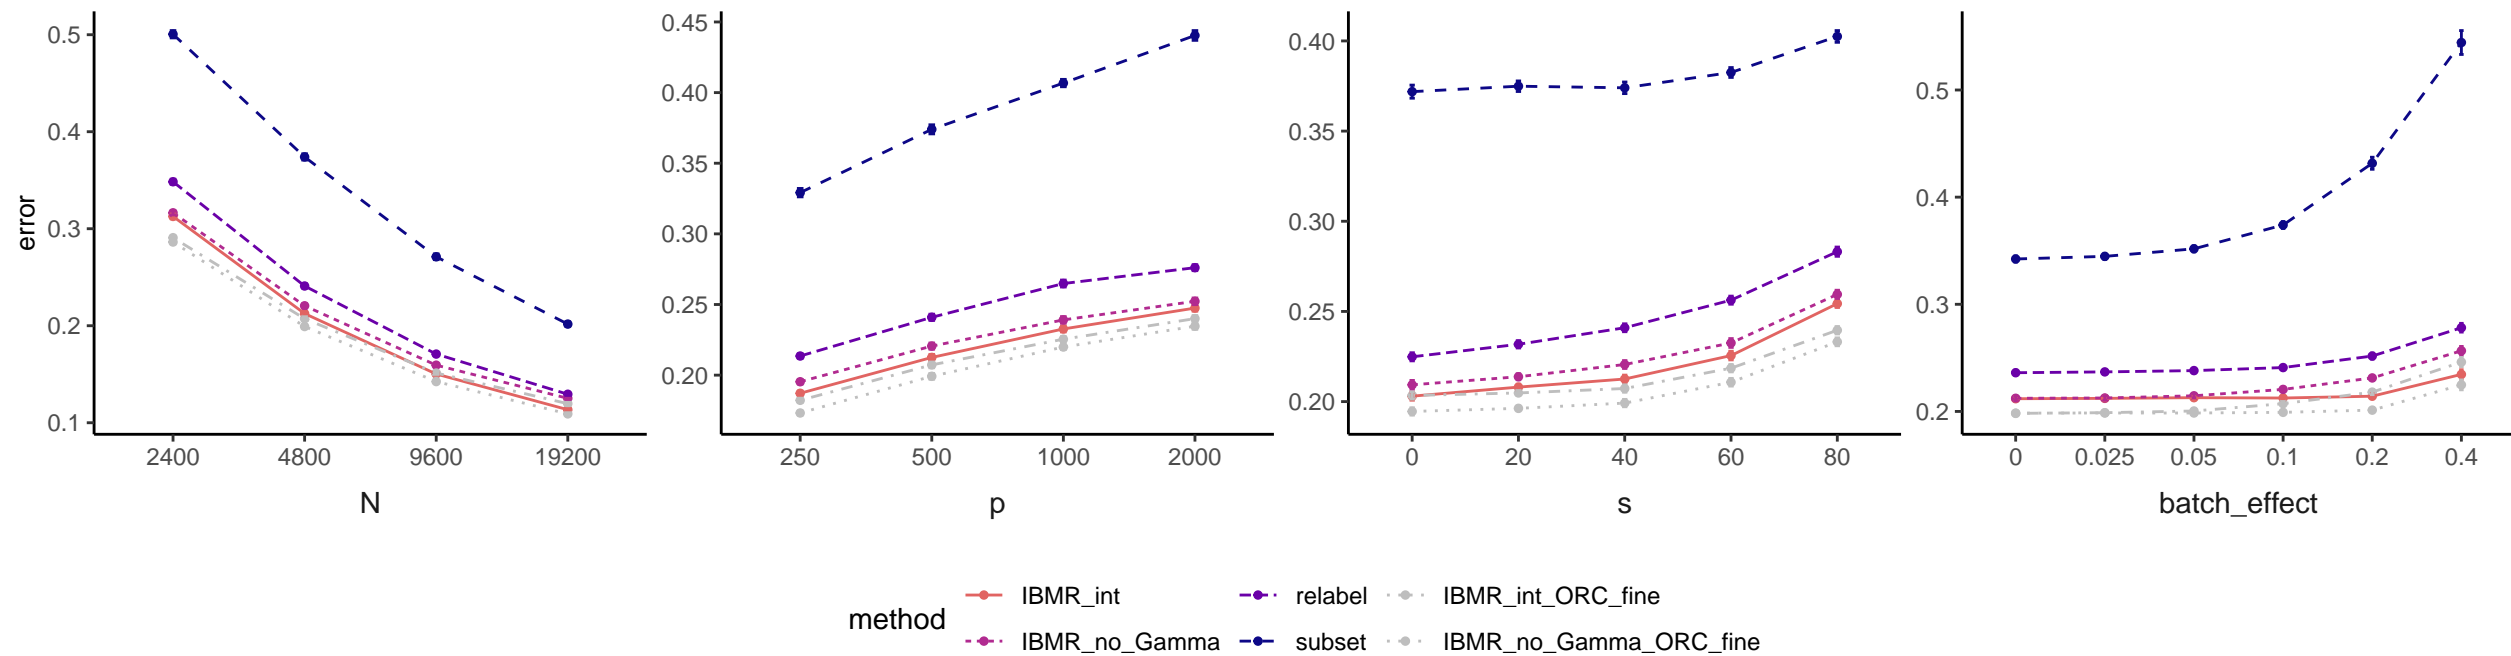 error
0.5
0.4
0.3
0.2
0.1
2400 4800 9600 19200
N
0.45
0.40
0.35
0.30
0.25
0.20
250 500 1000 2000
p
0.40
0.35
0.30
0.25
0.20
0 20 40 60 80
s
0.5
0.4
0.3
0.2
0 0.025 0.05 0.1 0.2 0.4
batch_effect
method
IBMR_int relabel IBMR_int_ORC_fine
IBMR_no_Gamma subset IBMR_no_Gamma_ORC_fine